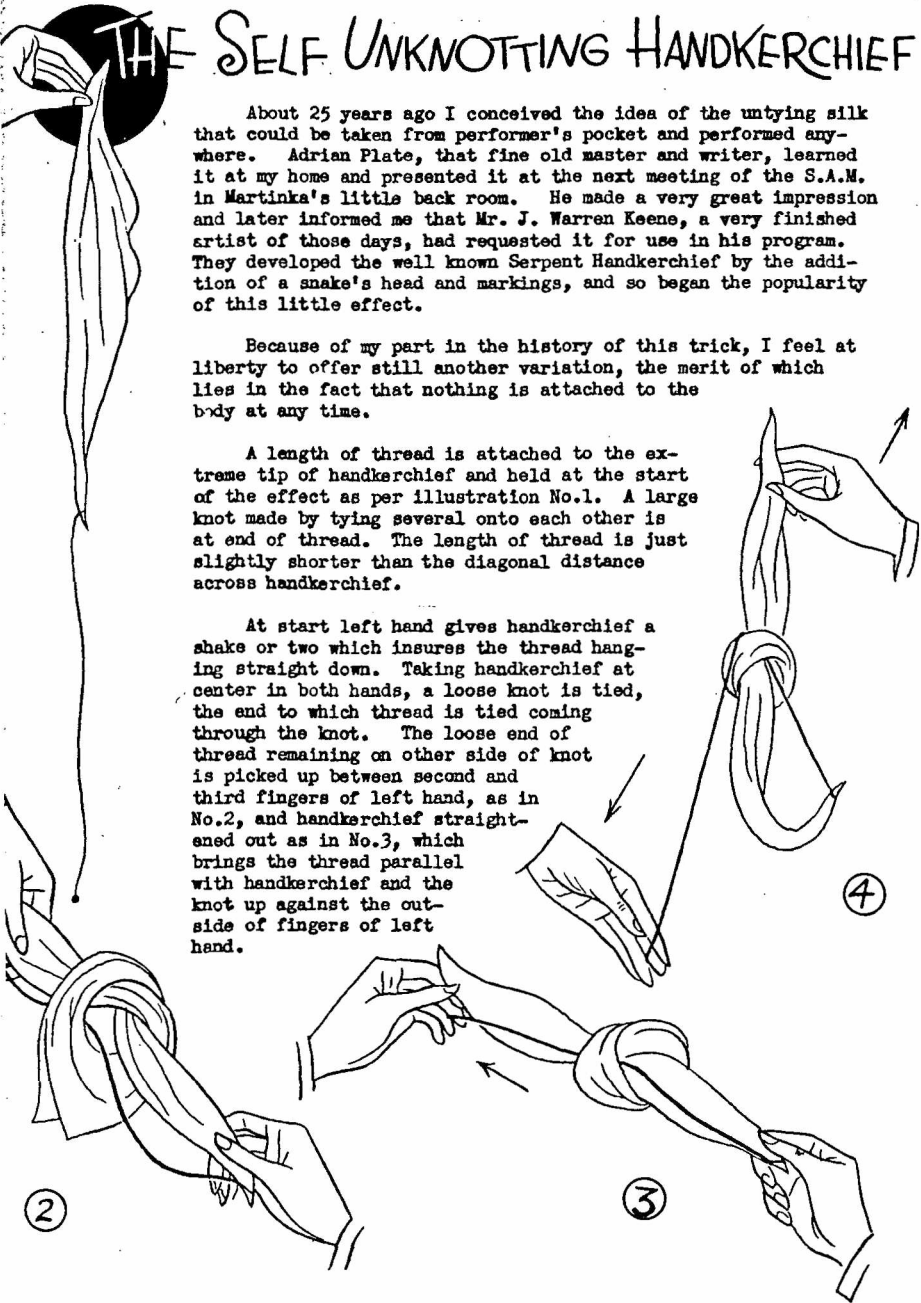 THE SELF UNKNOTTING HANDKERCHIEF
About 25 years ago I conceived the idea of the untying silk
that could be taken from performer's pocket and performed any-
where. Adrian Plate, that fine old master and writer, learned
it at my home and presented it at the next meeting of the S.A.M.
in Martinka's little back room. He made a very great impression
and later informed me that Mr. J. Warren Keene, a very finished
artist of those days, had requested it for use in his program.
They developed the well known Serpent Handkerchief by the addi-
tion of a snake's head and markings, and so began the popularity
of this little effect.
Because of my part in the history of this trick, I feel at
liberty to offer still another variation, the merit of which
lies in the fact that nothing is attached to the
body at any time.
A length of thread is attached to the ex-
treme tip of handkerchief and held at the start
of the effect as per illustration No.1. A large
knot made by tying several onto each other is
at end of thread. The length of thread is just
slightly shorter than the diagonal distance
across handkerchief.
At start left hand gives handkerchief a
shake or two which insures the thread hang-
ing straight down. Taking handkerchief at
center in both hands, a loose knot is tied,
the end to which thread is tied coming
through the knot. The loose end of
thread remaining on other side of knot
is picked up between second and
third fingers of left hand, as in
No.2, and handkerchief straight-
ened out as in No.3, which
brings the thread parallel
with handkerchief and the
knot up against the out-
side of fingers of left
hand.
4
2
3